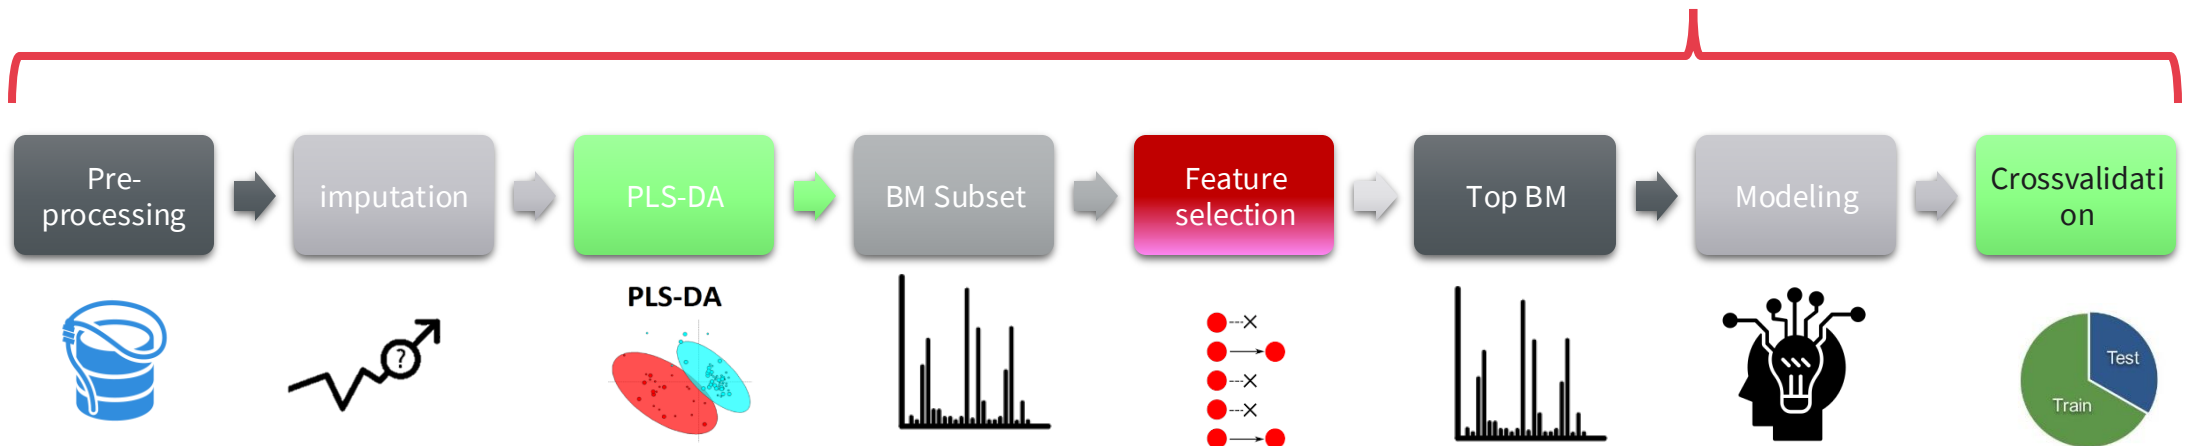 Pre-
processing
imputation
PLS-DA
BM Subset
Feature
selection
Top BM
Modeling
Crossvalidati
on
PLS-DA
?
Test
Train